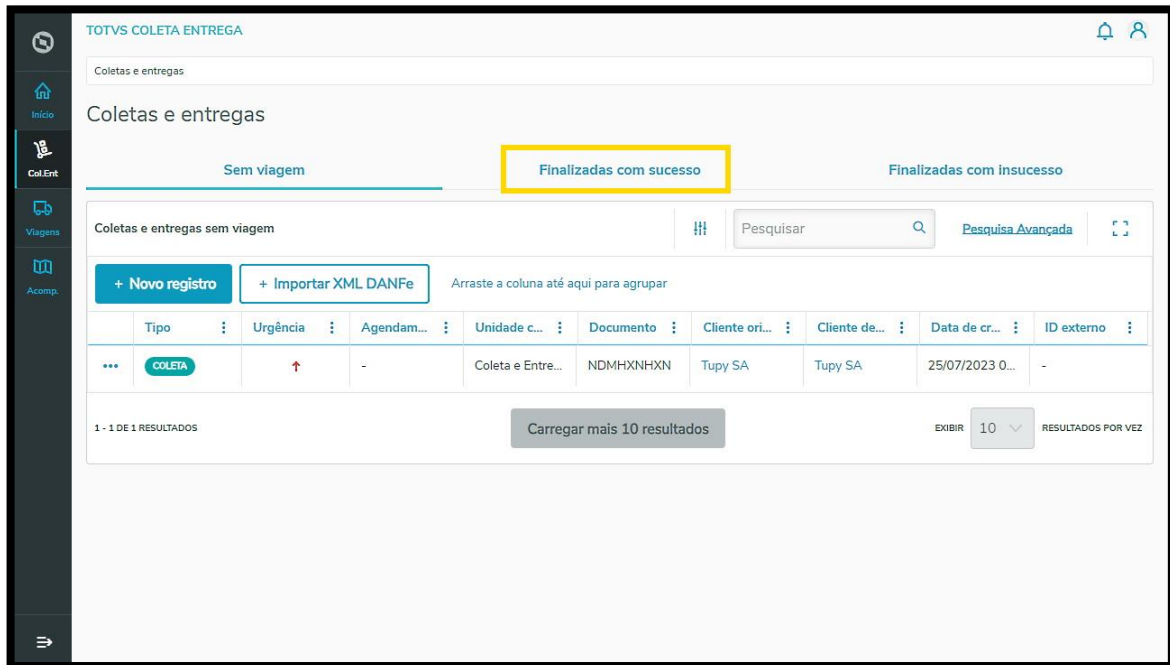 TOTVS COLETA ENTREGA
Coletas e entregas
Início
Col.Ent
Viagens
Acomp.
Coletas e entregas
Sem viagem
Finalizadas com sucesso
Finalizadas com insucesso
Coletas e entregas sem viagem
Pesquisar
Pesquisa Avançada
+ Novo registro
+ Importar XML DANFe
Arraste a coluna até aqui para agrupar
Tipo Urgência Agendam... Unidade c... Documento Cliente ori... Cliente de... Data de cr... ID externo
COLETA - Coleta e Entre... NDMHXNHXN Tupy SA Tupy SA 25/07/2023 0... -
1 - 1 DE 1 RESULTADOS
Carregar mais 10 resultados
EXIBIR 10 RESULTADOS POR VEZ